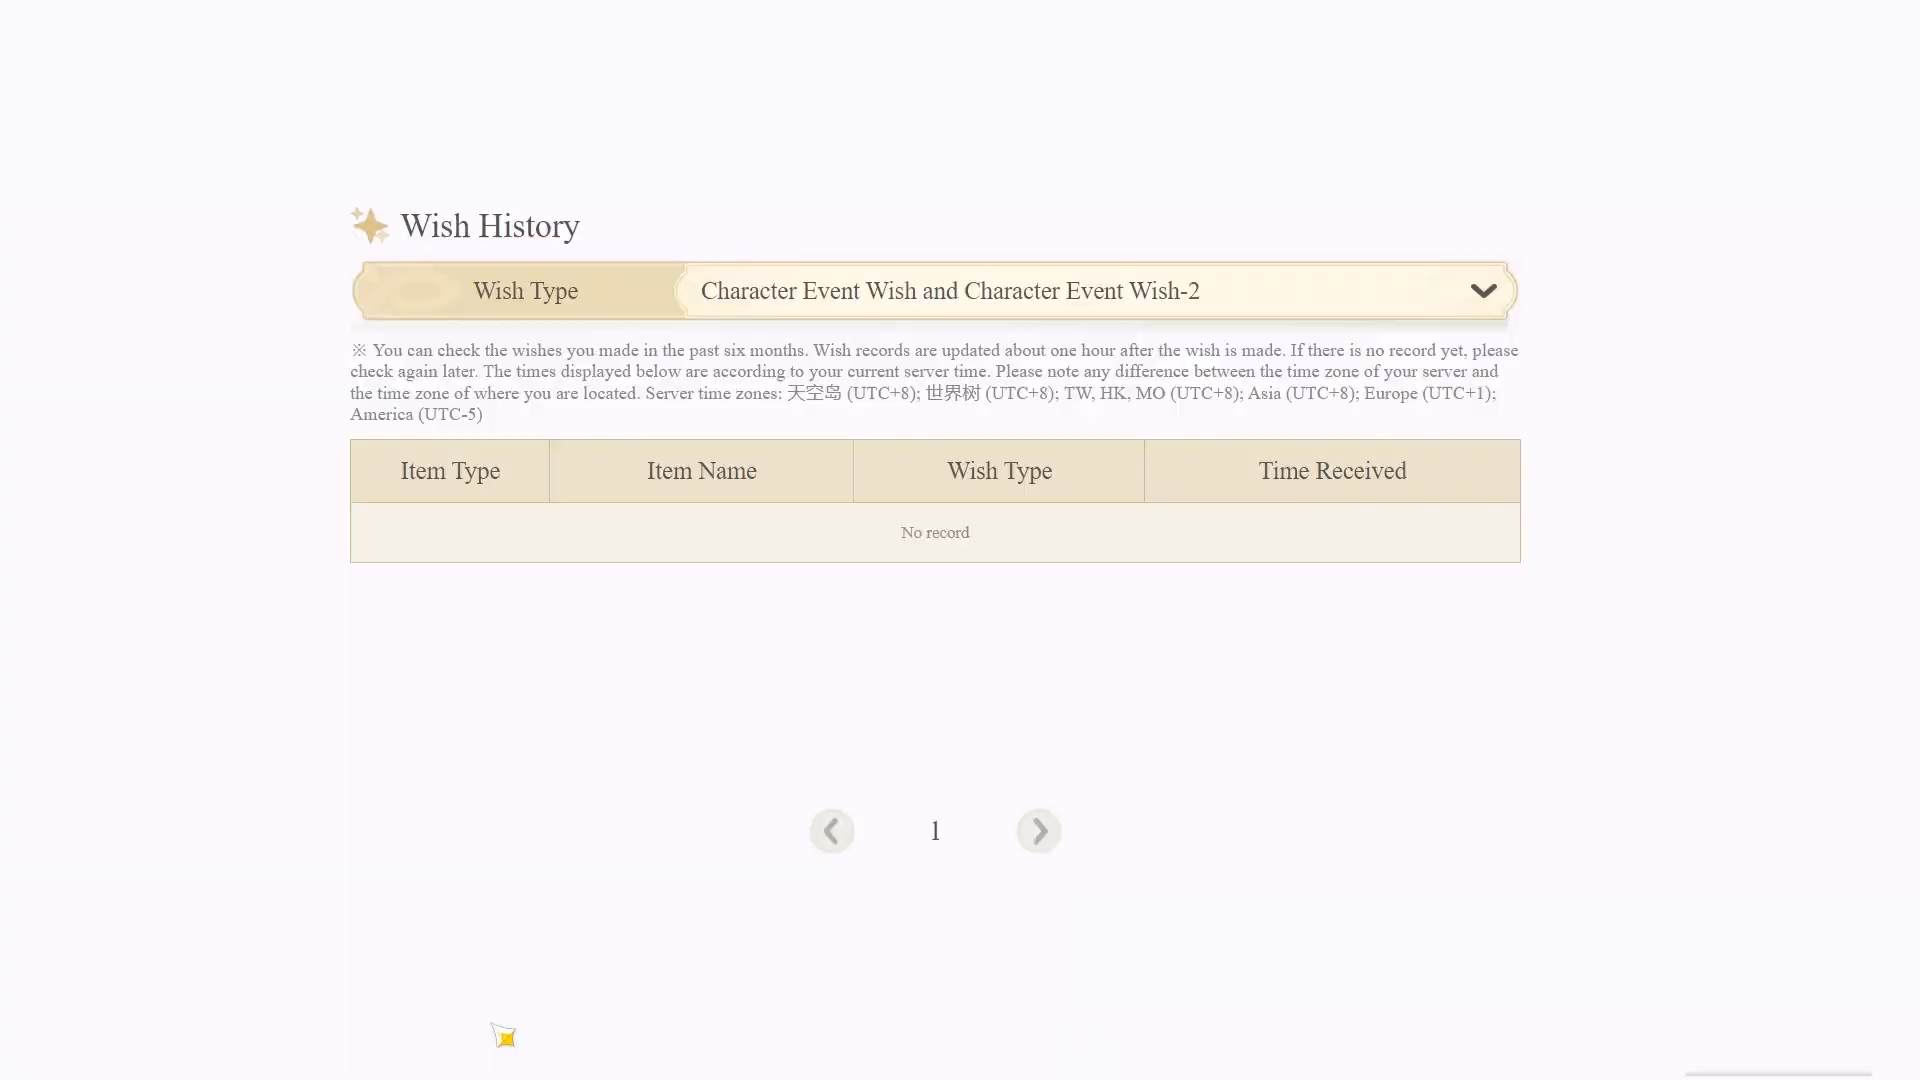 Wish History
Wish Type
Character Event Wish and Character Event Wish-2
※ You can check the wishes you made in the past six months. Wish records are updated about one hour after the wish is made. If there is no record yet, please
check again later. The times displayed below are according to your current server time. Please note any difference between the time zone of your server and
the time zone of where you are located. Server time zones: 天空岛 (UTC+8); 世界树 (UTC+8); TW, HK, MO (UTC+8); Asia (UTC+8); Europe (UTC+1);
America (UTC-5)
Item Type Item Name Wish Type Time Received
No record
1